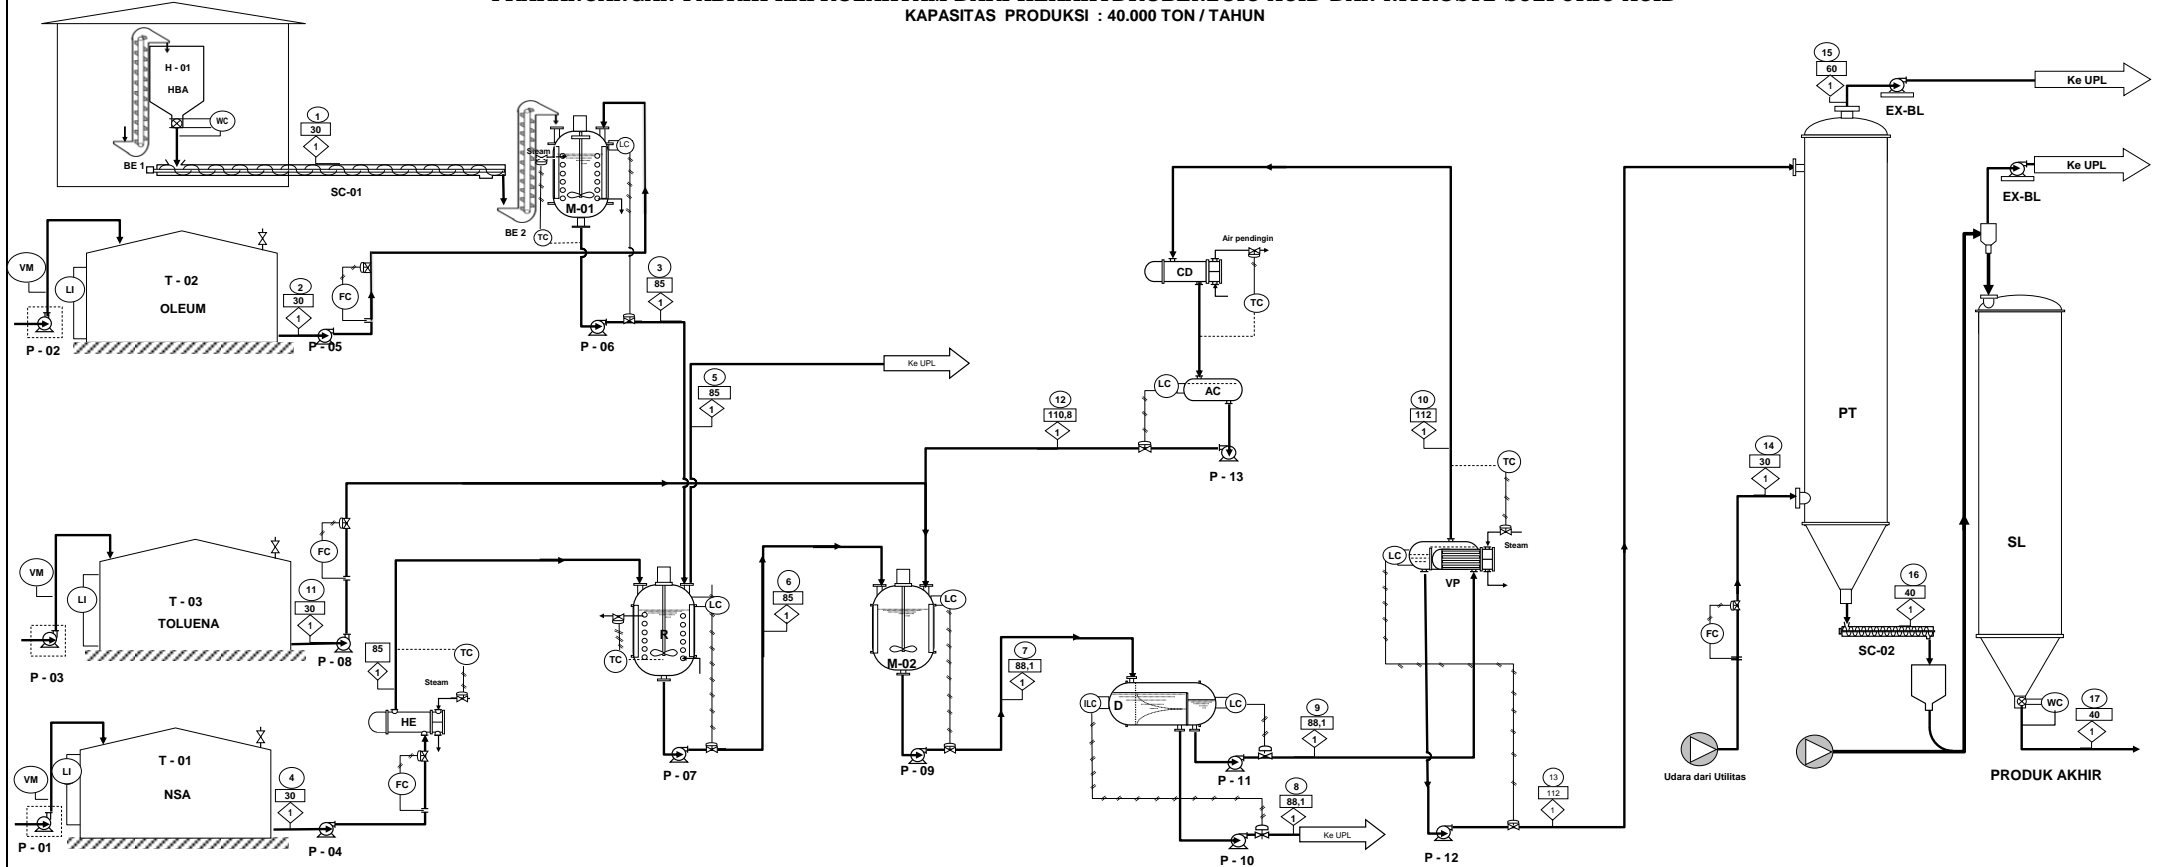 KAPASITAS PRODUKSI : 40.000 TON / TAHUN
H - 01
HBA
WC
BE 1
1
30
1
SC-01
BE 2
Steam
LC
M-01
TC
VM
LI
T - 02
OLEUM
P - 02
2
30
1
P - 05
FC
P - 06
3
85
1
5
85
1
Ke UPL
VM
LI
T - 03
TOLUENA
P - 03
11
30
1
P - 08
FC
VM
LI
T - 01
NSA
P - 01
4
30
1
P - 04
FC
HE
Steam
TC
85
1
R
TC
LC
P - 07
6
85
1
M-02
LC
P - 09
7
88,1
1
ILC
D
LC
P - 11
9
88,1
1
P - 10
8
88,1
1
Ke UPL
CD
Air pendingin
TC
LC
AC
P - 13
12
110,8
1
10
112
1
TC
Steam
LC
VP
P - 12
13
112
1
15
60
1
EX-BL
Ke UPL
EX-BL
Ke UPL
PT
14
30
1
FC
Udara dari Utilitas
16
40
1
SC-02
SL
WC
17
40
1
PRODUK AKHIR